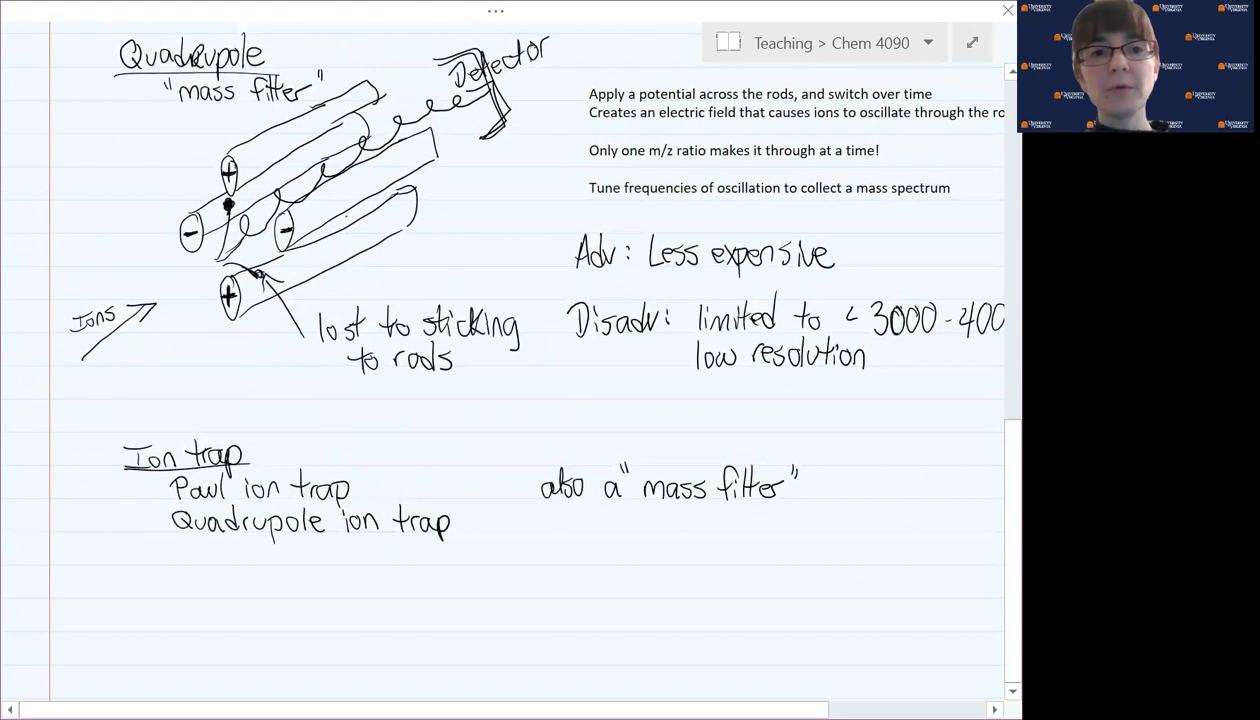 Quadrupole
"mass filter"
Detector
Teaching > Chem 4090
Apply a potential across the rods, and switch over time
Creates an electric field that causes ions to oscillate through the ro
Only one m/z ratio makes it through at a time!
Tune frequencies of oscillation to collect a mass spectrum
+
-
-
+
Ions
lost to sticking
to rods
Adv: Less expensive
Disadv: limited to < 3000-400
low resolution
Ion trap
Paul ion trap
Quadrupole ion trap
also a "mass filter"